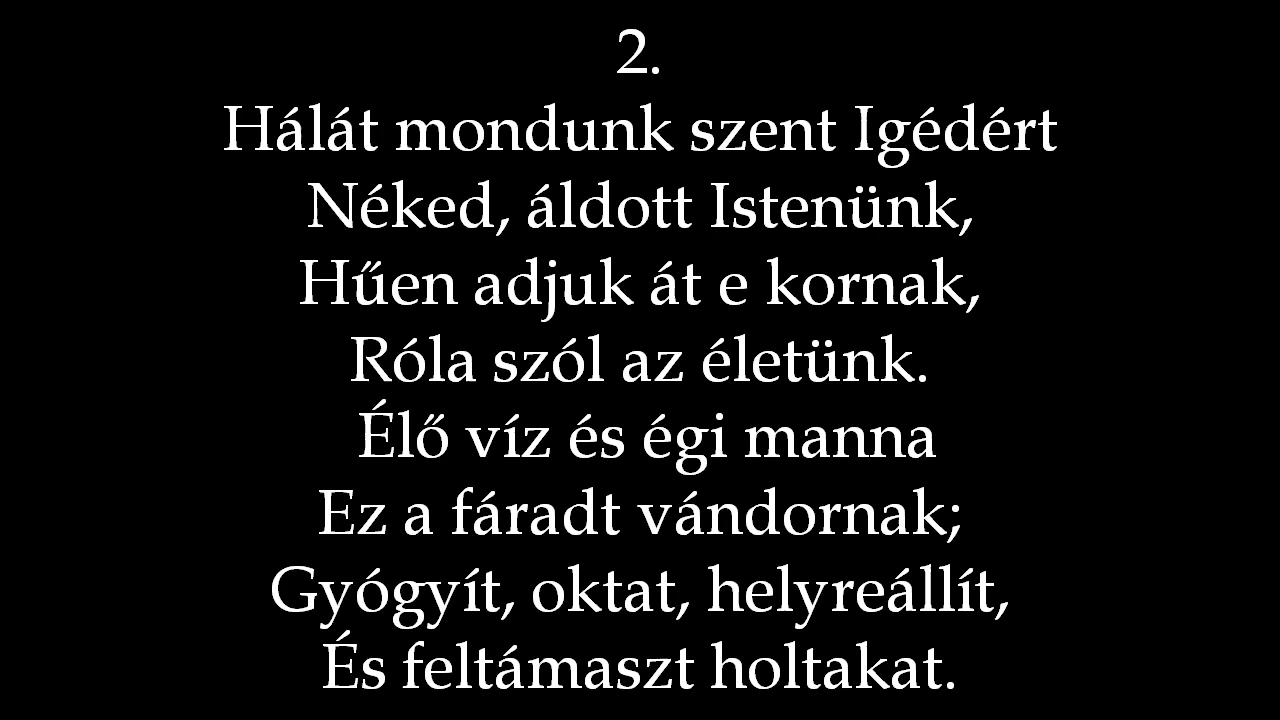 2.
Hálát mondunk szent Igédért
Néked, áldott Istenünk,
Hűen adjuk át e kornak,
Róla szól az életünk.
Élő víz és égi manna
Ez a fáradt vándornak;
Gyógyít, oktat, helyreállít,
És feltámaszt holtakat.